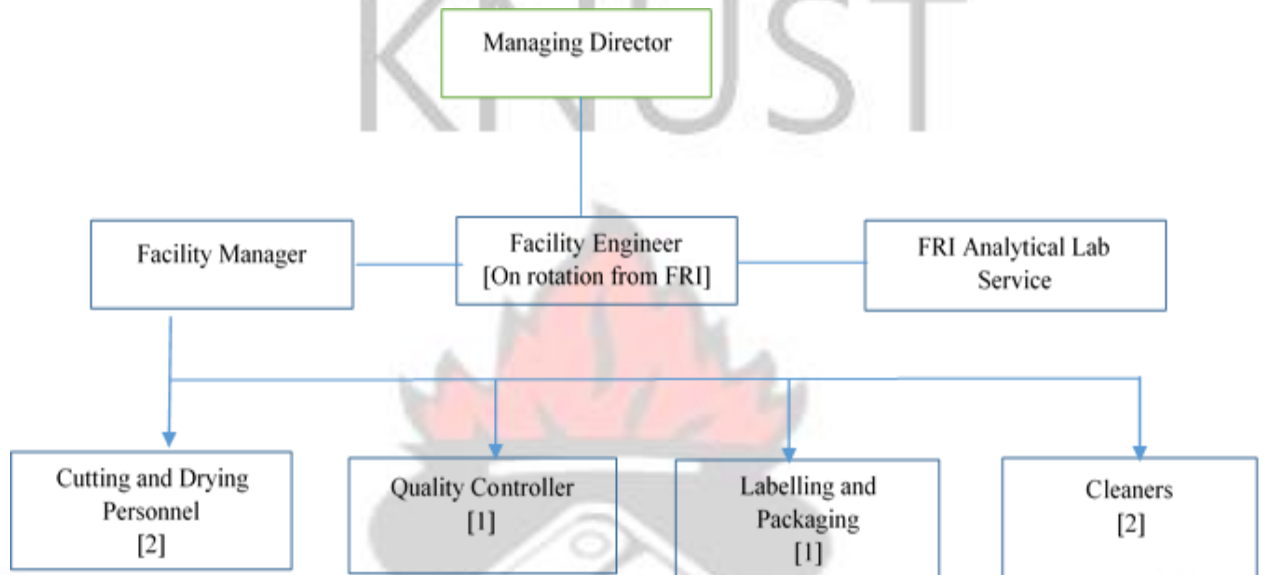 KNUST
Managing Director
Facility Manager
Facility Engineer
[On rotation from FRI]
FRI Analytical Lab
Service
Cutting and Drying
Personnel
[2]
Quality Controller
[1]
Labelling and
Packaging
[1]
Cleaners
[2]